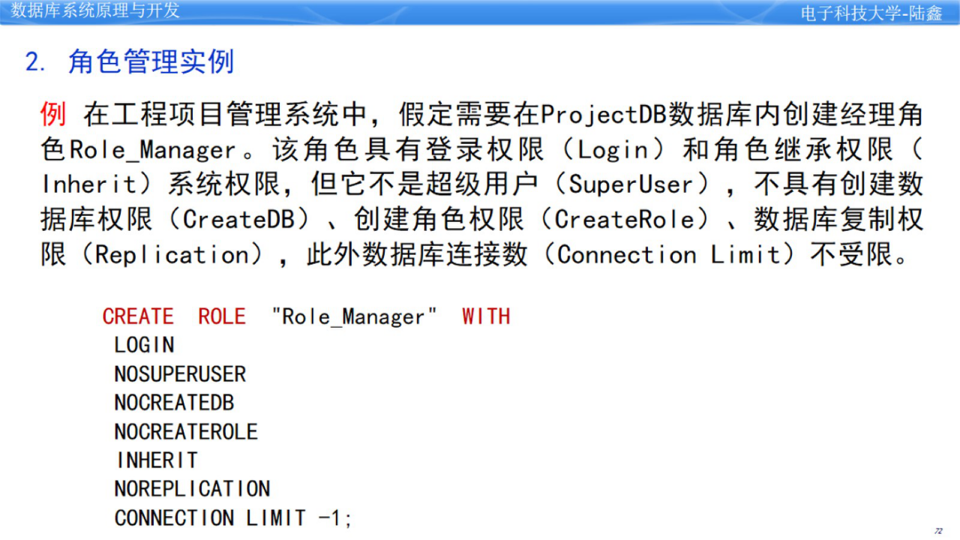 数据库系统原理与开发
电子科技大学-陆鑫
2. 角色管理实例
例 在工程项目管理系统中，假定需要在ProjectDB数据库内创建经理角
色Role_Manager。该角色具有登录权限（Login）和角色继承权限（
Inherit）系统权限，但它不是超级用户（SuperUser），不具有创建数
据库权限（CreateDB）、创建角色权限（CreateRole）、数据库复制权
限（Replication），此外数据库连接数（Connection Limit）不受限。
CREATE ROLE "Role_Manager" WITH
LOGIN
NOSUPERUSER
NOCREATEDB
NOCREATEROLE
INHERIT
NOREPLICATION
CONNECTION LIMIT -1;
72